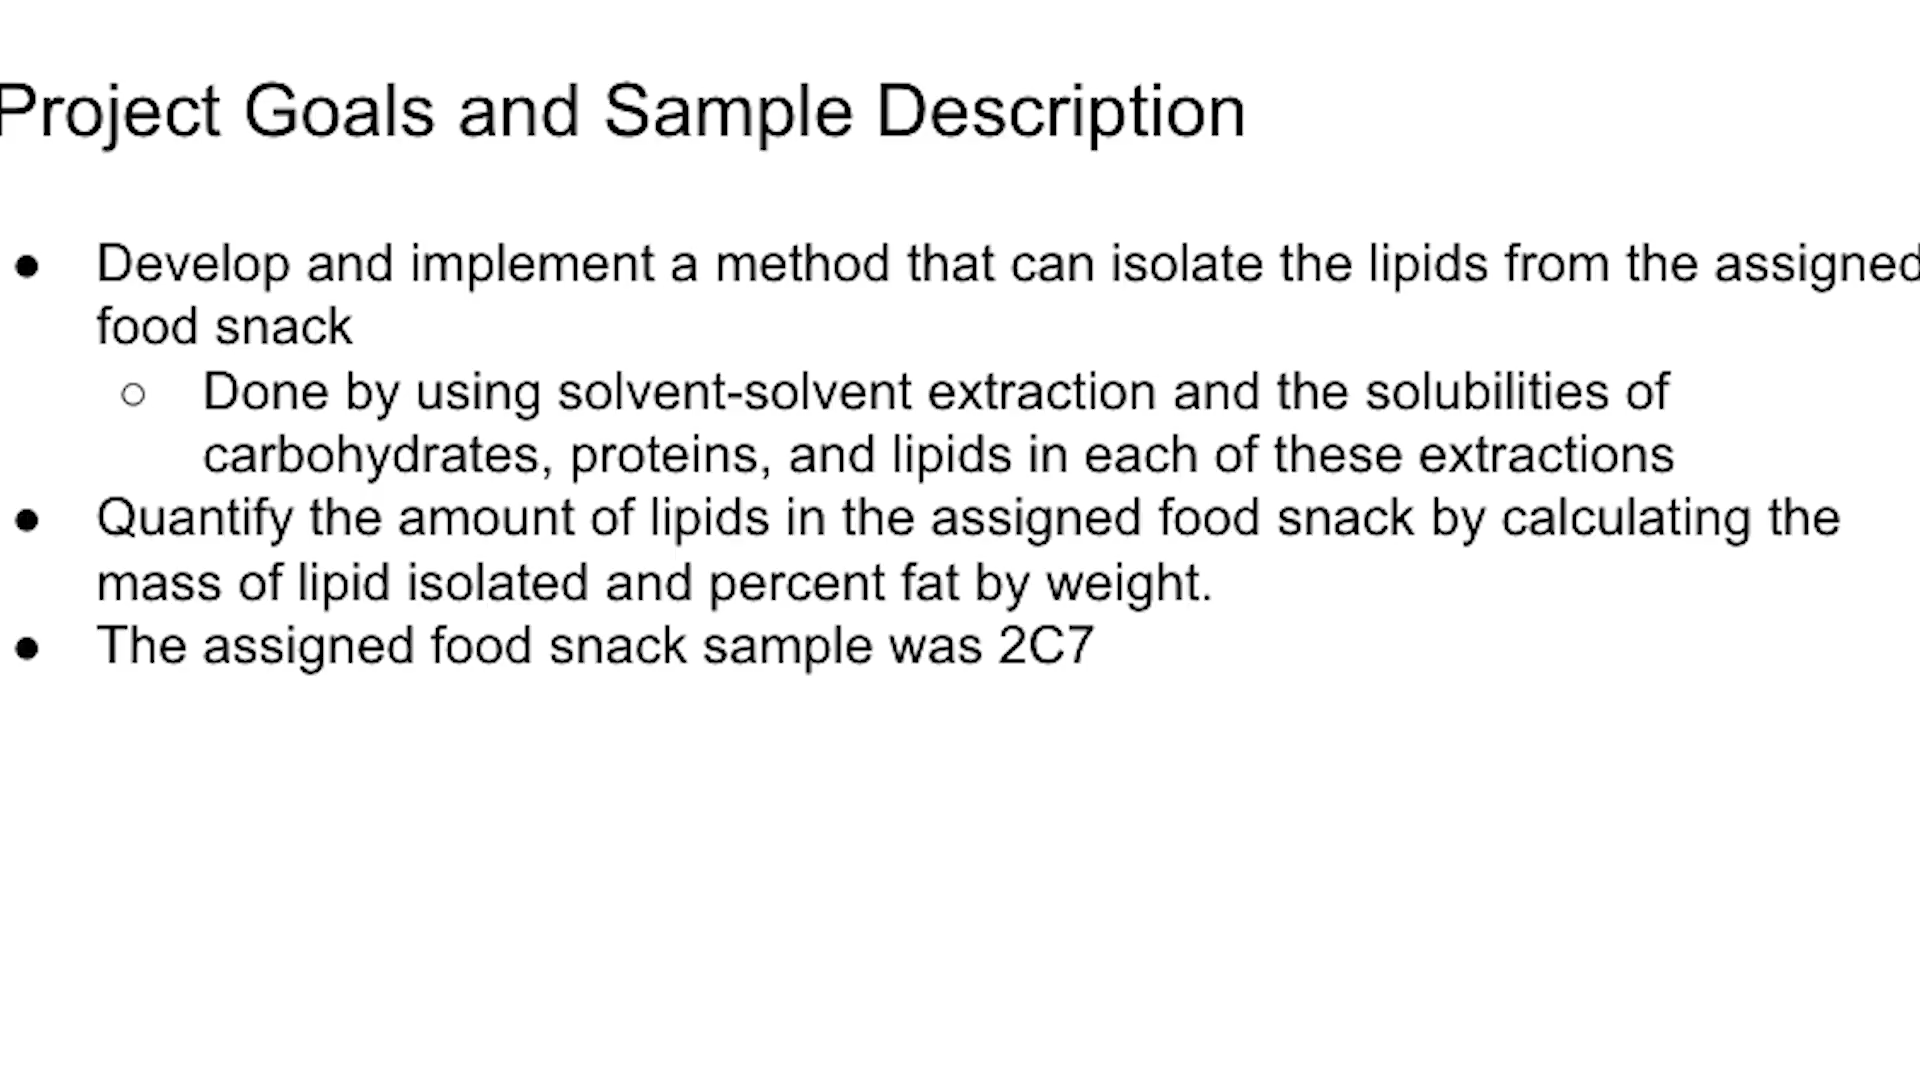 Project Goals and Sample Description
● Develop and implement a method that can isolate the lipids from the assigned
food snack
○ Done by using solvent-solvent extraction and the solubilities of
carbohydrates, proteins, and lipids in each of these extractions
● Quantify the amount of lipids in the assigned food snack by calculating the
mass of lipid isolated and percent fat by weight.
● The assigned food snack sample was 2C7